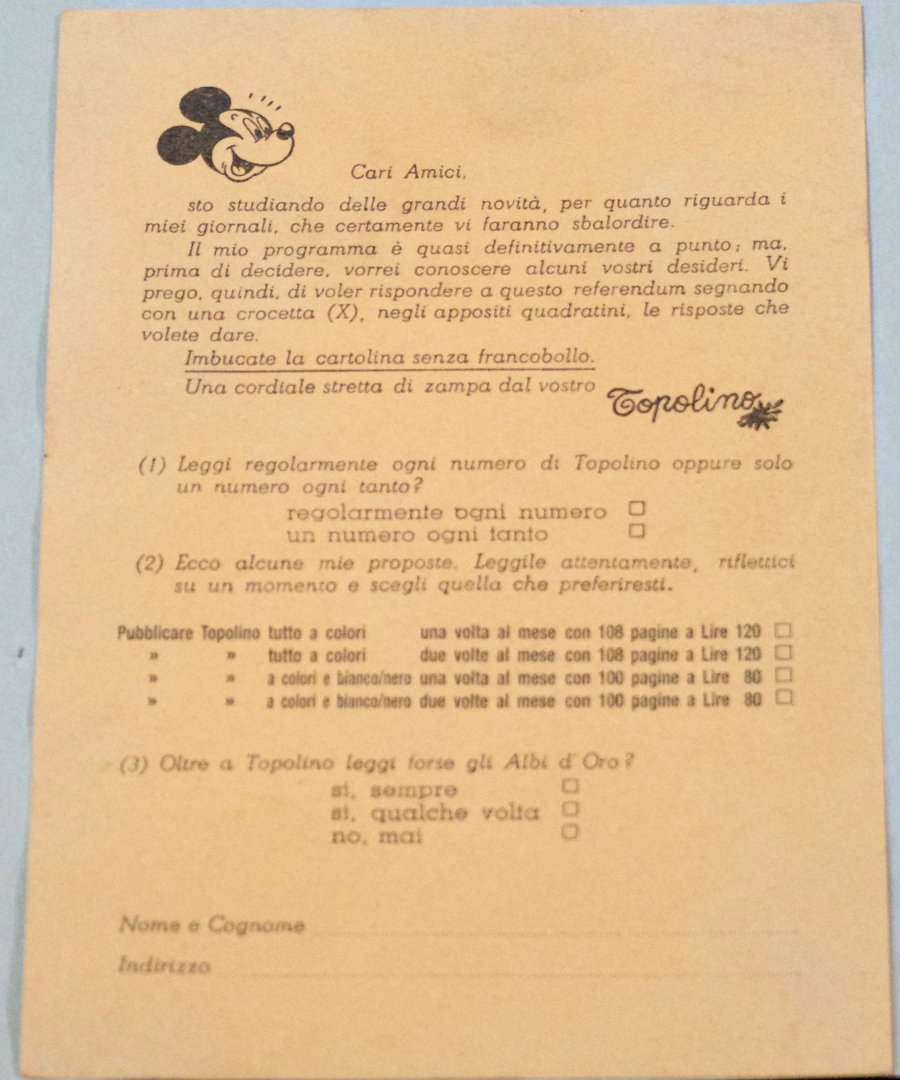 Cari Amici,
sto studiando delle grandi novità, per quanto riguarda i
miei giornali, che certamente vi faranno sbalordire.
Il mio programma è quasi definitivamente a punto; ma,
prima di decidere, vorrei conoscere alcuni vostri desideri. Vi
prego, quindi, di voler rispondere a questo referendum segnando
con una crocetta (X), negli appositi quadratini, le risposte che
volete dare.
Imbucate la cartolina senza francobollo.
Una cordiale stretta di zampa dal vostro Topolino
(1) Leggi regolarmente ogni numero di Topolino oppure solo
un numero ogni tanto?
regolarmente ogni numero □
un numero ogni tanto □
(2) Ecco alcune mie proposte. Leggile attentamente, riflettici
su un momento e scegli quella che preferiresti.
Pubblicare Topolino tutto a colori una volta al mese con 108 pagine a Lire 120 □
» » tutto a colori due volte al mese con 108 pagine a Lire 120 □
» » a colori e bianco/nero una volta al mese con 100 pagine a Lire 80 □
» » a colori e bianco/nero due volte al mese con 100 pagine a Lire 80 □
(3) Oltre a Topolino leggi forse gli Albi d'Oro?
si, sempre □
si, qualche volta □
no, mai □
Nome e Cognome
Indirizzo